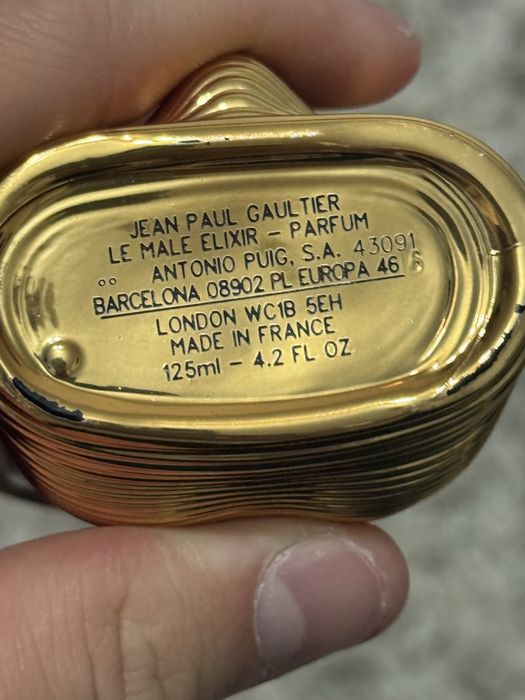 JEAN PAUL GAULTIER
LE MALE ELIXIR – PARFUM
ANTONIO PUIG, S.A. 43091
BARCELONA 08902 PL EUROPA 46
LONDON WC1B 5EH
MADE IN FRANCE
125ml – 4.2 FL OZ